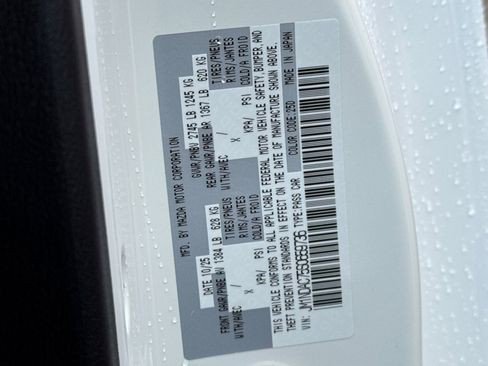 MFD. BY MAZDA MOTOR CORPORATION
DATE 10/25 GVWR/PNBV 2745 LB 1245 KG
FRONT GAWR/PNBE AV 1384 LB 628 KG REAR GAWR/PNBE AR 1367 LB 620 KG
WITH/AVEC / TIRES/PNEUS WITH/AVEC / TIRES/PNEUS
X RIMS/JANTES X RIMS/JANTES
KPA/ PSI COLD/A FROID KPA/ PSI COLD/A FROID
THIS VEHICLE CONFORMS TO ALL APPLICABLE FEDERAL MOTOR VEHICLE SAFETY, BUMPER, AND
THEFT PREVENTION STANDARDS IN EFFECT ON THE DATE OF MANUFACTURE SHOWN ABOVE.
VIN: TYPE: PASS CAR COLOR CODE: 25D MADE IN JAPAN